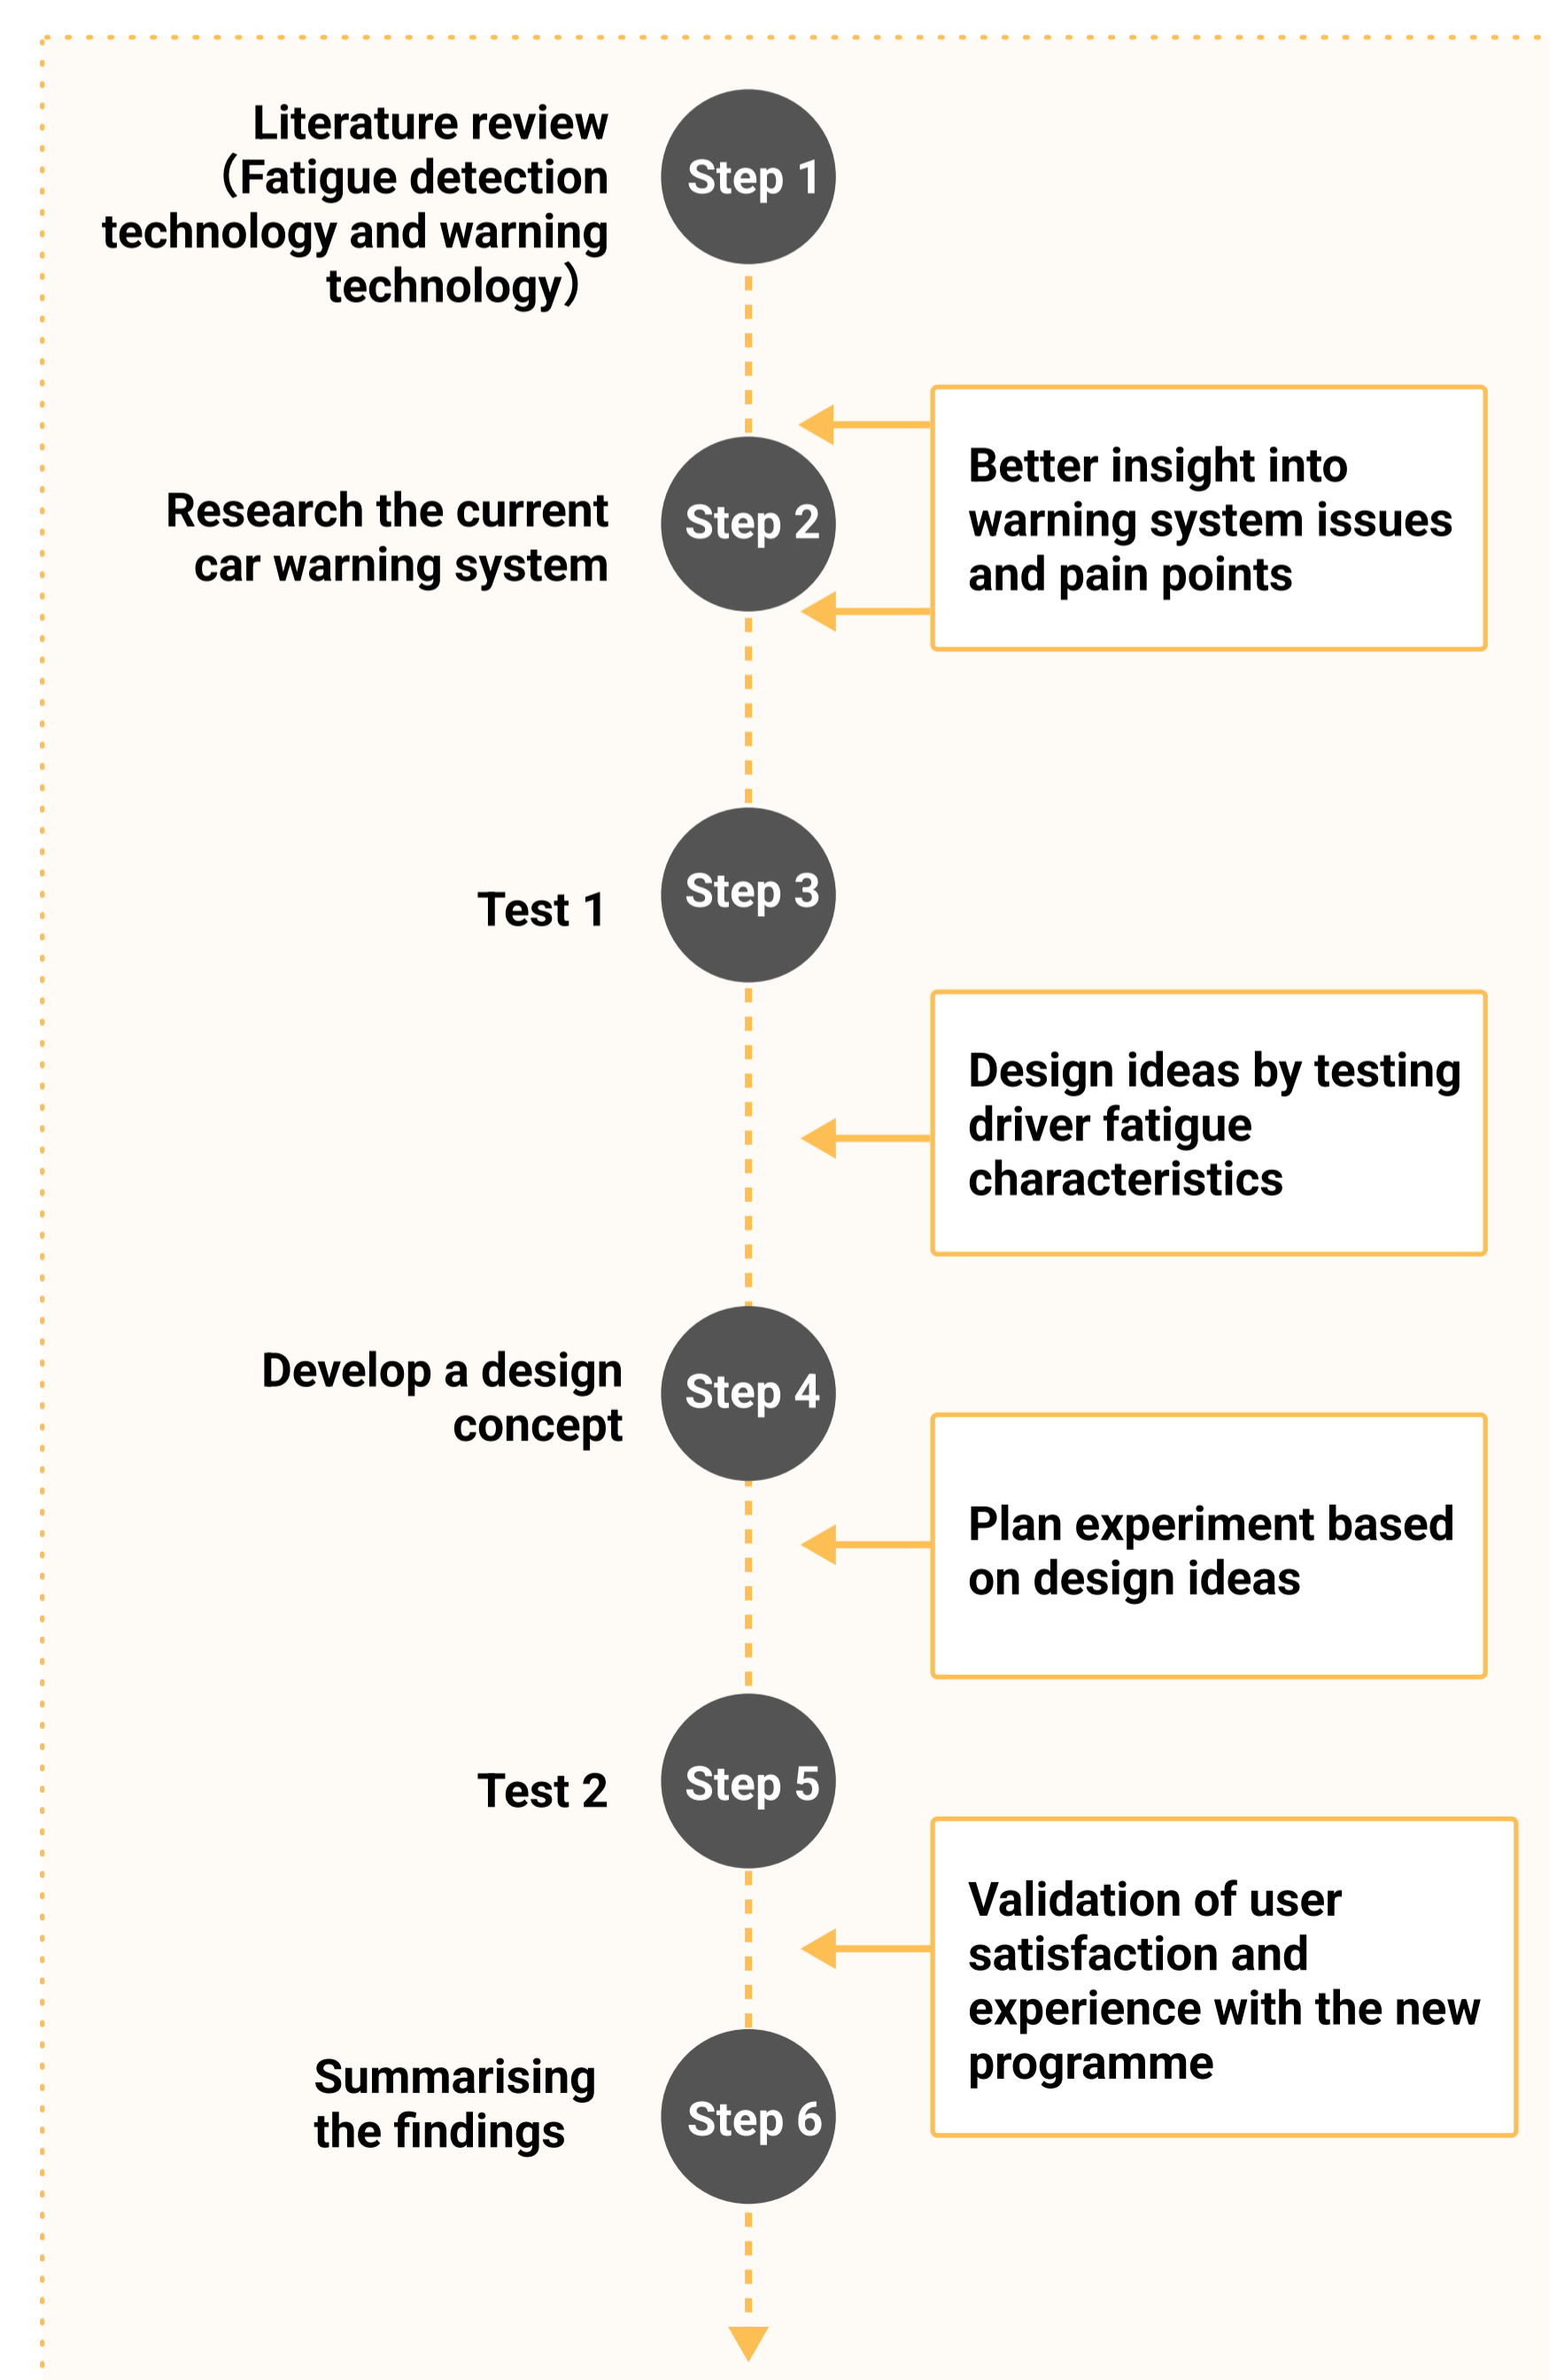 Literature review
(Fatigue detection
technology and warning
technology)
Step 1
Better insight into
warning system issues
and pain points
Research the current
car warning system
Step 2
Test 1
Step 3
Design ideas by testing
driver fatigue
characteristics
Develop a design
concept
Step 4
Plan experiment based
on design ideas
Test 2
Step 5
Validation of user
satisfaction and
experience with the new
programme
Summarising
the findings
Step 6